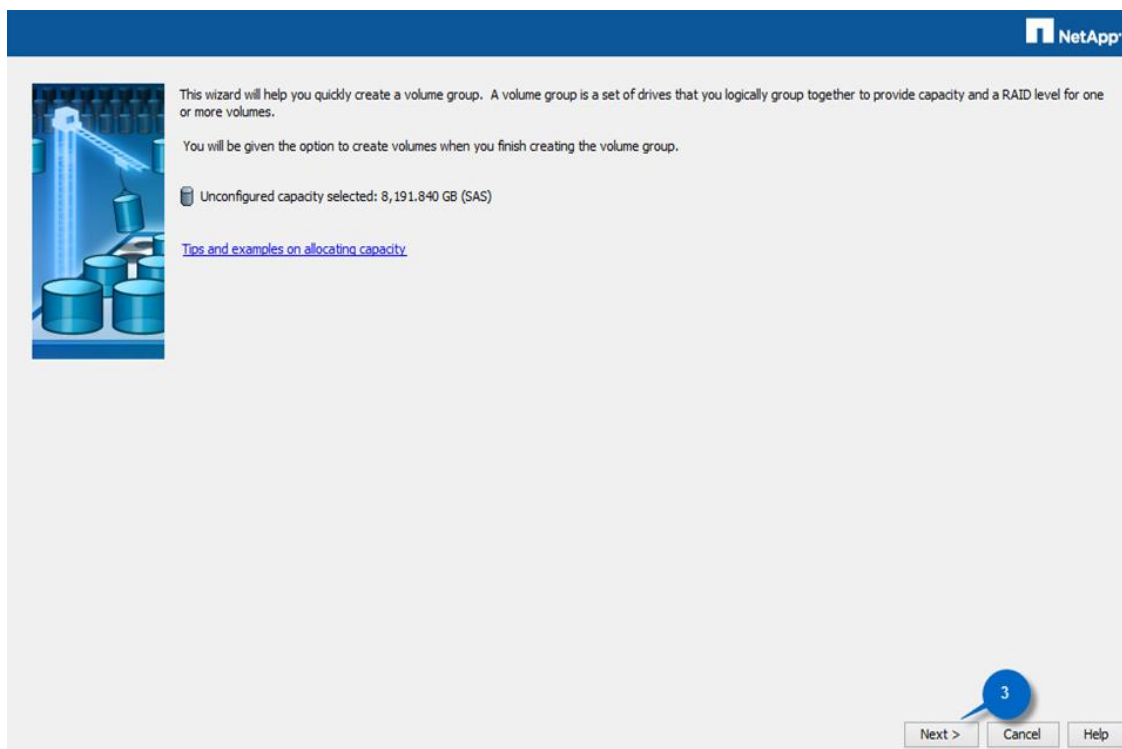 NetApp
This wizard will help you quickly create a volume group. A volume group is a set of drives that you logically group together to provide capacity and a RAID level for one
or more volumes.
You will be given the option to create volumes when you finish creating the volume group.
Unconfigured capacity selected: 8,191.840 GB (SAS)
Tips and examples on allocating capacity
3
Next > Cancel Help